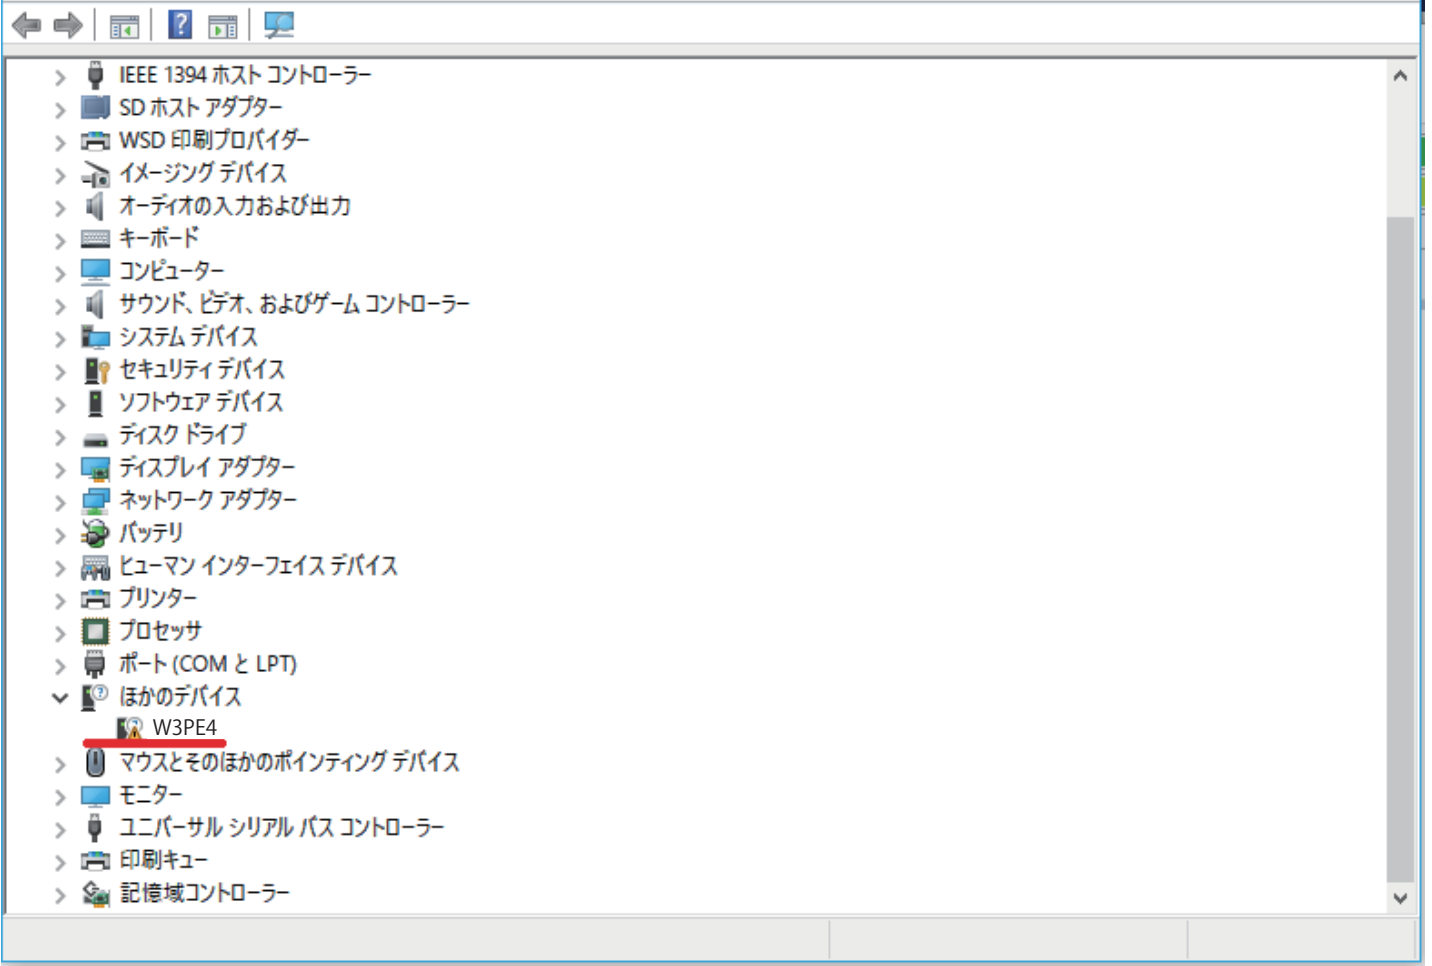 IEEE 1394 ホスト コントローラー
SD ホスト アダプター
WSD 印刷プロバイダー
イメージング デバイス
オーディオの入力および出力
キーボード
コンピューター
サウンド、ビデオ、およびゲーム コントローラー
システム デバイス
セキュリティ デバイス
ソフトウェア デバイス
ディスク ドライブ
ディスプレイ アダプター
ネットワーク アダプター
バッテリ
ヒューマン インターフェイス デバイス
プリンター
プロセッサ
ポート (COM と LPT)
ほかのデバイス
W3PE4
マウスとそのほかのポインティング デバイス
モニター
ユニバーサル シリアル バス コントローラー
印刷キュー
記憶域コントローラー